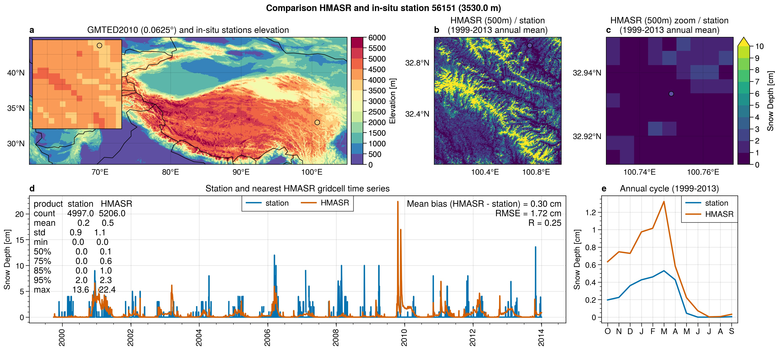 Comparison HMASR and in-situ station 56151 (3530.0 m)
a GMTED2010 (0.0625°) and in-situ stations elevation
40°N
35°N
30°N
70°E 80°E 90°E 100°E
6000
5500
5000
4500
4000
3500
3000
2500
2000
1500
1000
500
0
Elevation [m]
b HMASR (500m) / station
(1999-2013 annual mean)
32.8°N
32.4°N
100.4°E 100.8°E
c HMASR (500m) zoom / station
(1999-2013 annual mean)
32.94°N
32.92°N
100.74°E 100.76°E
10
9
8
7
6
5
4
3
2
1
0
Snow Depth [cm]
d Station and nearest HMASR gridcell time series
product station HMASR
count 4997.0 5206.0
mean 0.2 0.5
std 0.9 1.1
min 0.0 0.0
50% 0.0 0.1
75% 0.0 0.6
85% 0.0 1.0
95% 2.0 2.3
max 13.6 22.4
station HMASR
Mean bias (HMASR - station) = 0.30 cm
RMSE = 1.72 cm
R = 0.25
Snow Depth [cm]
20
15
10
5
0
2000 2002 2004 2006 2008 2010 2012 2014
e Annual cycle (1999-2013)
station
HMASR
Snow Depth [cm]
1.2
1.0
0.8
0.6
0.4
0.2
0.0
O N D J F M A M J J A S